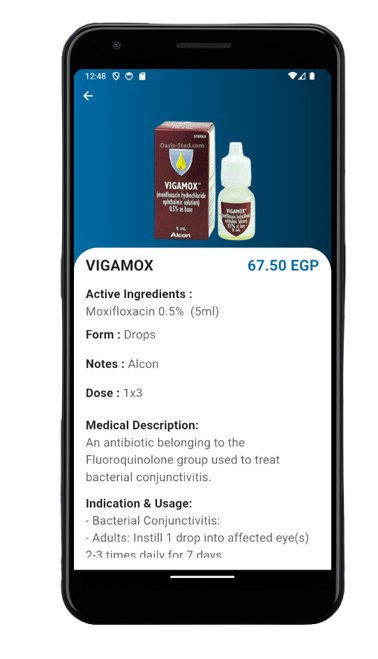 12:48
STERILE
Oasis-Stad.com
VIGAMOX™
(moxifloxacin hydrochloride
ophthalmic solution)
0.5% as base
5 mL
Alcon
VIGAMOX
VIGAMOX 67.50 EGP
Active Ingredients :
Moxifloxacin 0.5% (5ml)
Form : Drops
Notes : Alcon
Dose : 1x3
Medical Description:
An antibiotic belonging to the
Fluoroquinolone group used to treat
bacterial conjunctivitis.
Indication & Usage:
- Bacterial Conjunctivitis:
- Adults: Instill 1 drop into affected eye(s)
2-3 times daily for 7 days